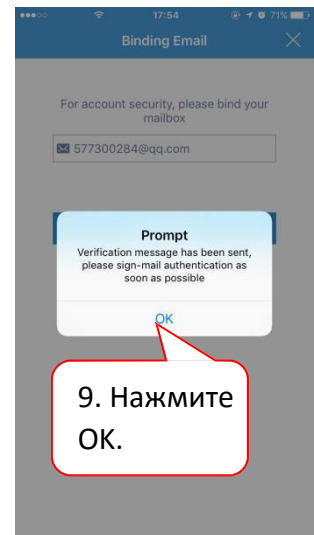 17:54 71%
Binding Email
For account security, please bind your
mailbox
577300284@qq.com
Prompt
Verification message has been sent,
please sign-mail authentication as
soon as possible
OK
9. Нажмите
OK.